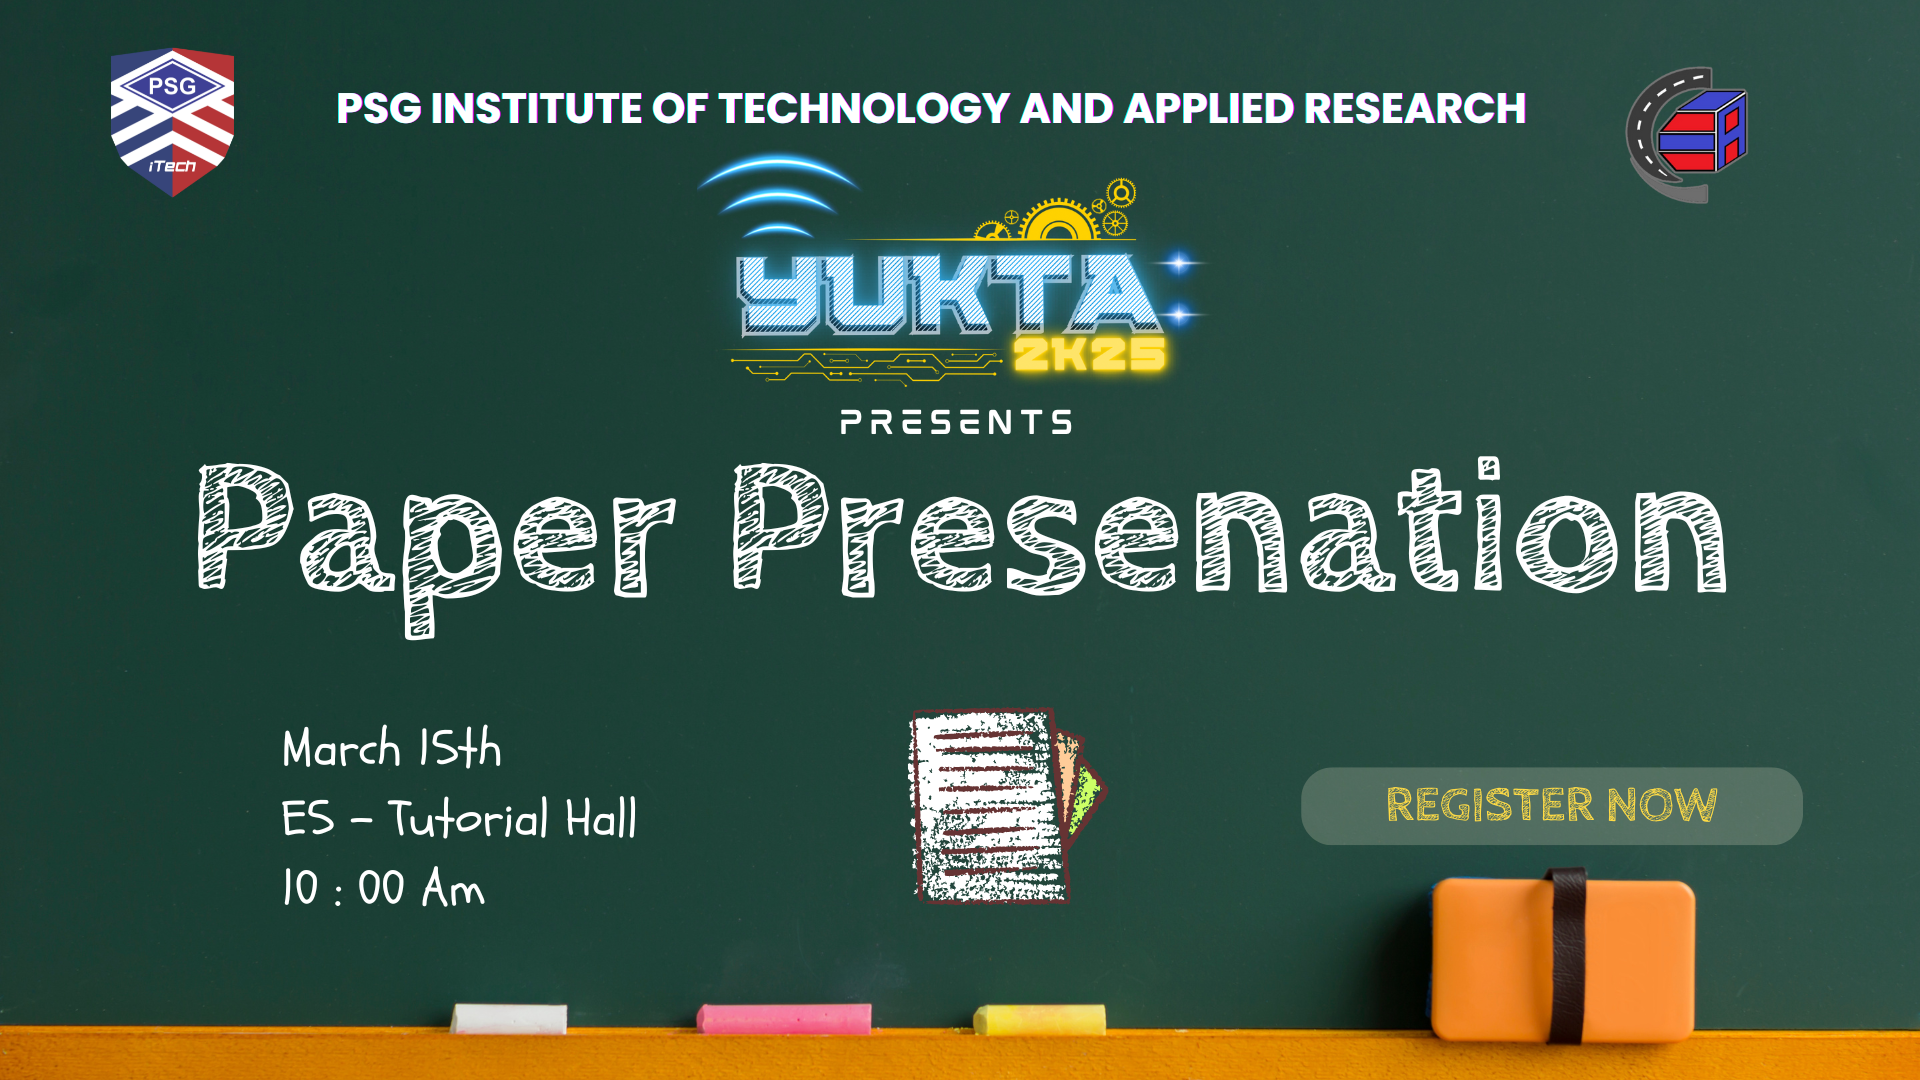 PSG
iTech
PSG INSTITUTE OF TECHNOLOGY AND APPLIED RESEARCH
YUKTA
2K25
PRESENTS
Paper Presenation
March 15th
ES - Tutorial Hall
10 : 00 Am
REGISTER NOW